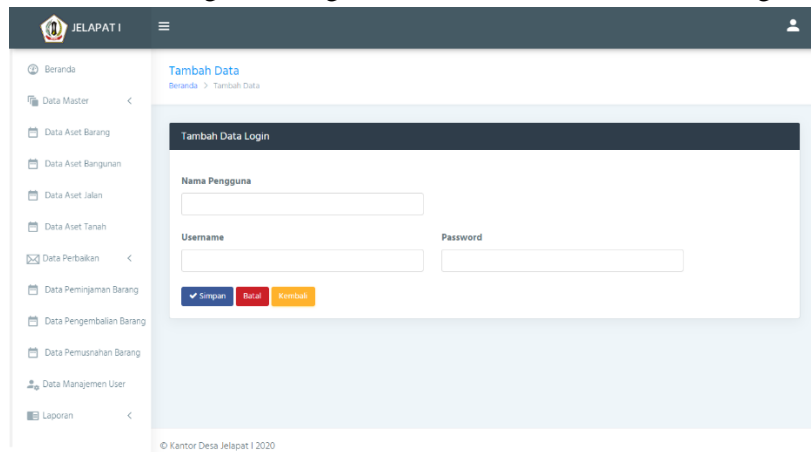 JELAPAT I
Beranda
Data Master
Data Aset Barang
Data Aset Bangunan
Data Aset Jalan
Data Aset Tanah
Data Perbaikan
Data Peminjaman Barang
Data Pengembalian Barang
Data Pemusnahan Barang
Data Manajemen User
Laporan
Tambah Data
Beranda > Tambah Data
Tambah Data Login
Nama Pengguna
Username Password
Simpan Batal Kembali
© Kantor Desa Jelapat I 2020